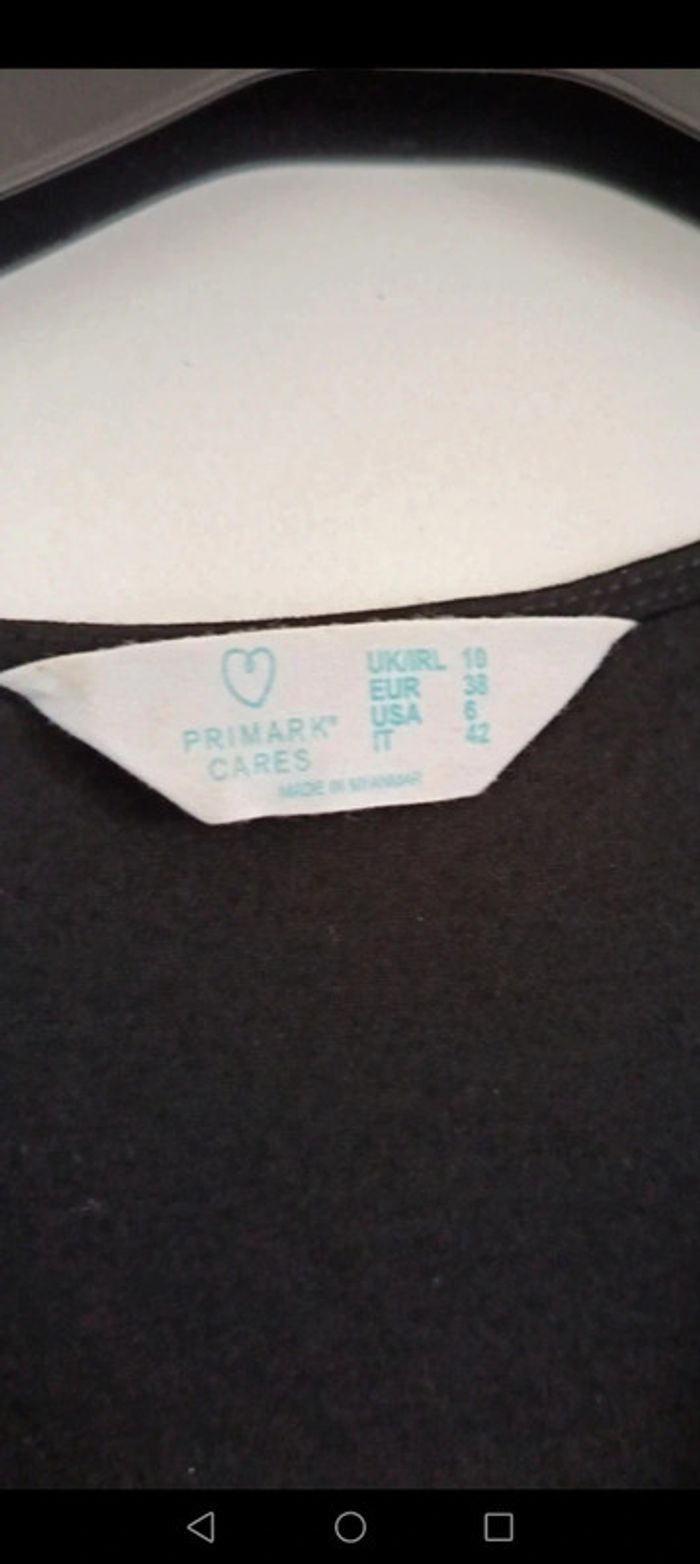 PRIMARK®
CARES
UK/IRL 10
EUR 38
USA 6
IT 42
MADE IN MYANMAR